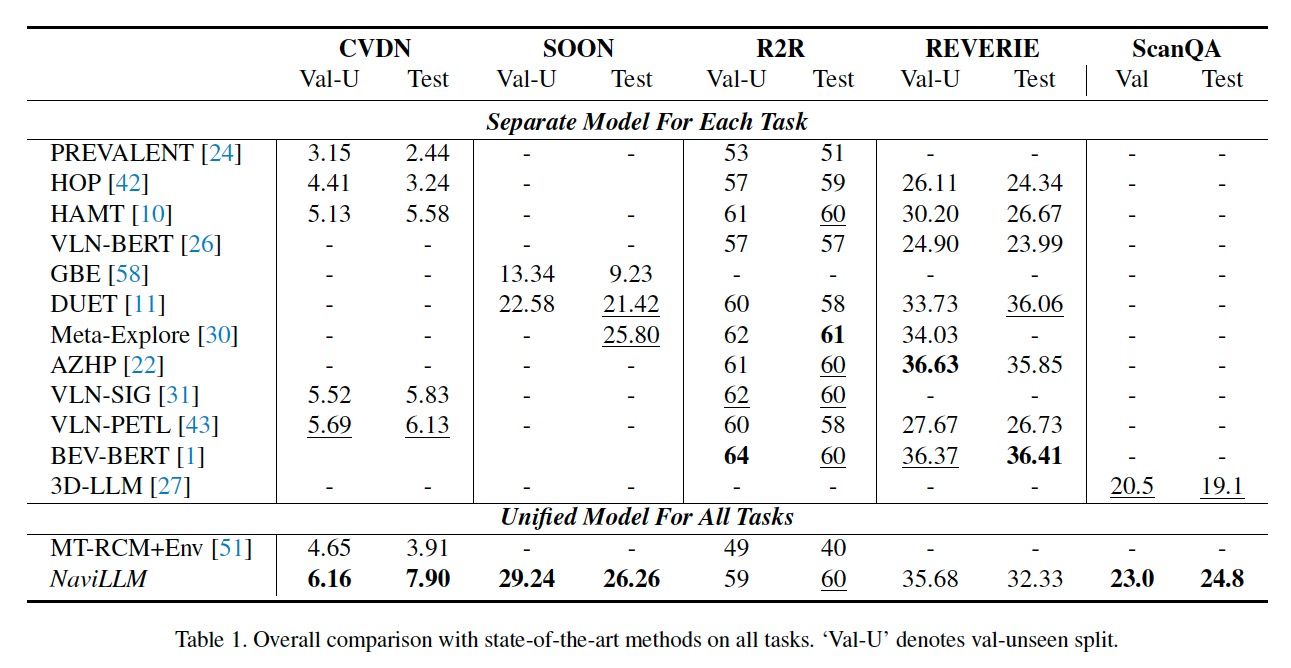 CVDN SOON R2R REVERIE ScanQA
Val-U Test Val-U Test Val-U Test Val-U Test Val Test
Separate Model For Each Task
PREVALENT [24] 3.15 2.44 - - 53 51 - - - -
HOP [42] 4.41 3.24 - 57 59 26.11 24.34 - -
HAMT [10] 5.13 5.58 - - 61 60 30.20 26.67 - -
VLN-BERT [26] - - - - 57 57 24.90 23.99 - -
GBE [58] - - 13.34 9.23 - - - - - -
DUET [11] - - 22.58 21.42 60 58 33.73 36.06 - -
Meta-Explore [30] - - - 25.80 62 61 34.03 - - -
AZHP [22] - - - - 61 60 36.63 35.85 - -
VLN-SIG [31] 5.52 5.83 - - 62 60 - - - -
VLN-PETL [43] 5.69 6.13 - - 60 58 27.67 26.73 - -
BEV-BERT [1] - - 64 60 36.37 36.41 - -
3D-LLM [27] - - - - - - - - 20.5 19.1
Unified Model For All Tasks
MT-RCM+Env [51] 4.65 3.91 - - 49 40 - - - -
NaviLLM 6.16 7.90 29.24 26.26 59 60 35.68 32.33 23.0 24.8
Table 1. Overall comparison with state-of-the-art methods on all tasks. ‘Val-U’ denotes val-unseen split.